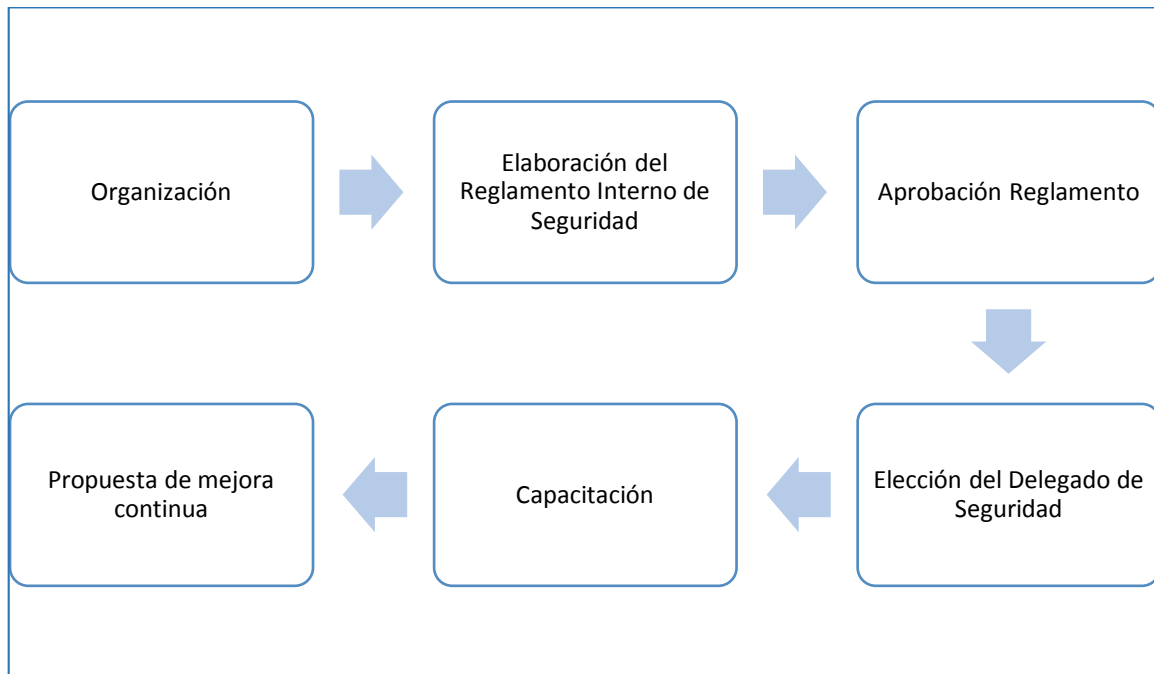 Organización
Elaboración del
Reglamento Interno de
Seguridad
Aprobación Reglamento
Elección del Delegado de
Seguridad
Capacitación
Propuesta de mejora
continua